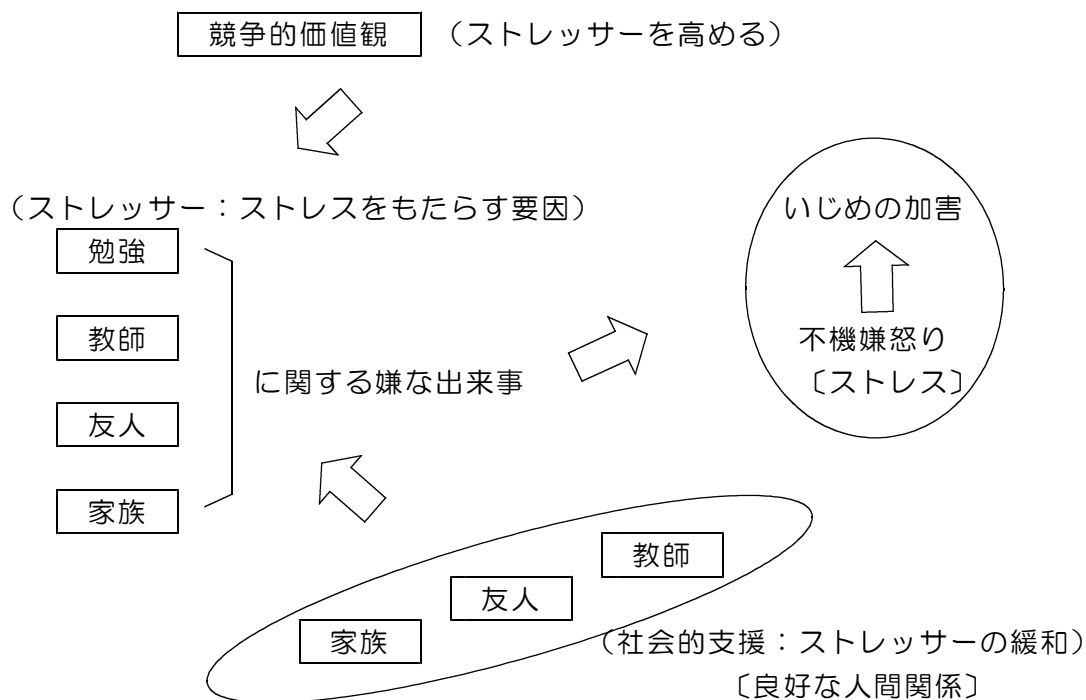 競争的価値観 （ストレッサーを高める）
（ストレッサー：ストレスをもたらす要因）
勉強
教師
友人
家族
に関する嫌な出来事
いじめの加害
不機嫌怒り
〔ストレス〕
教師
友人
家族
（社会的支援：ストレッサーの緩和）
〔良好な人間関係〕